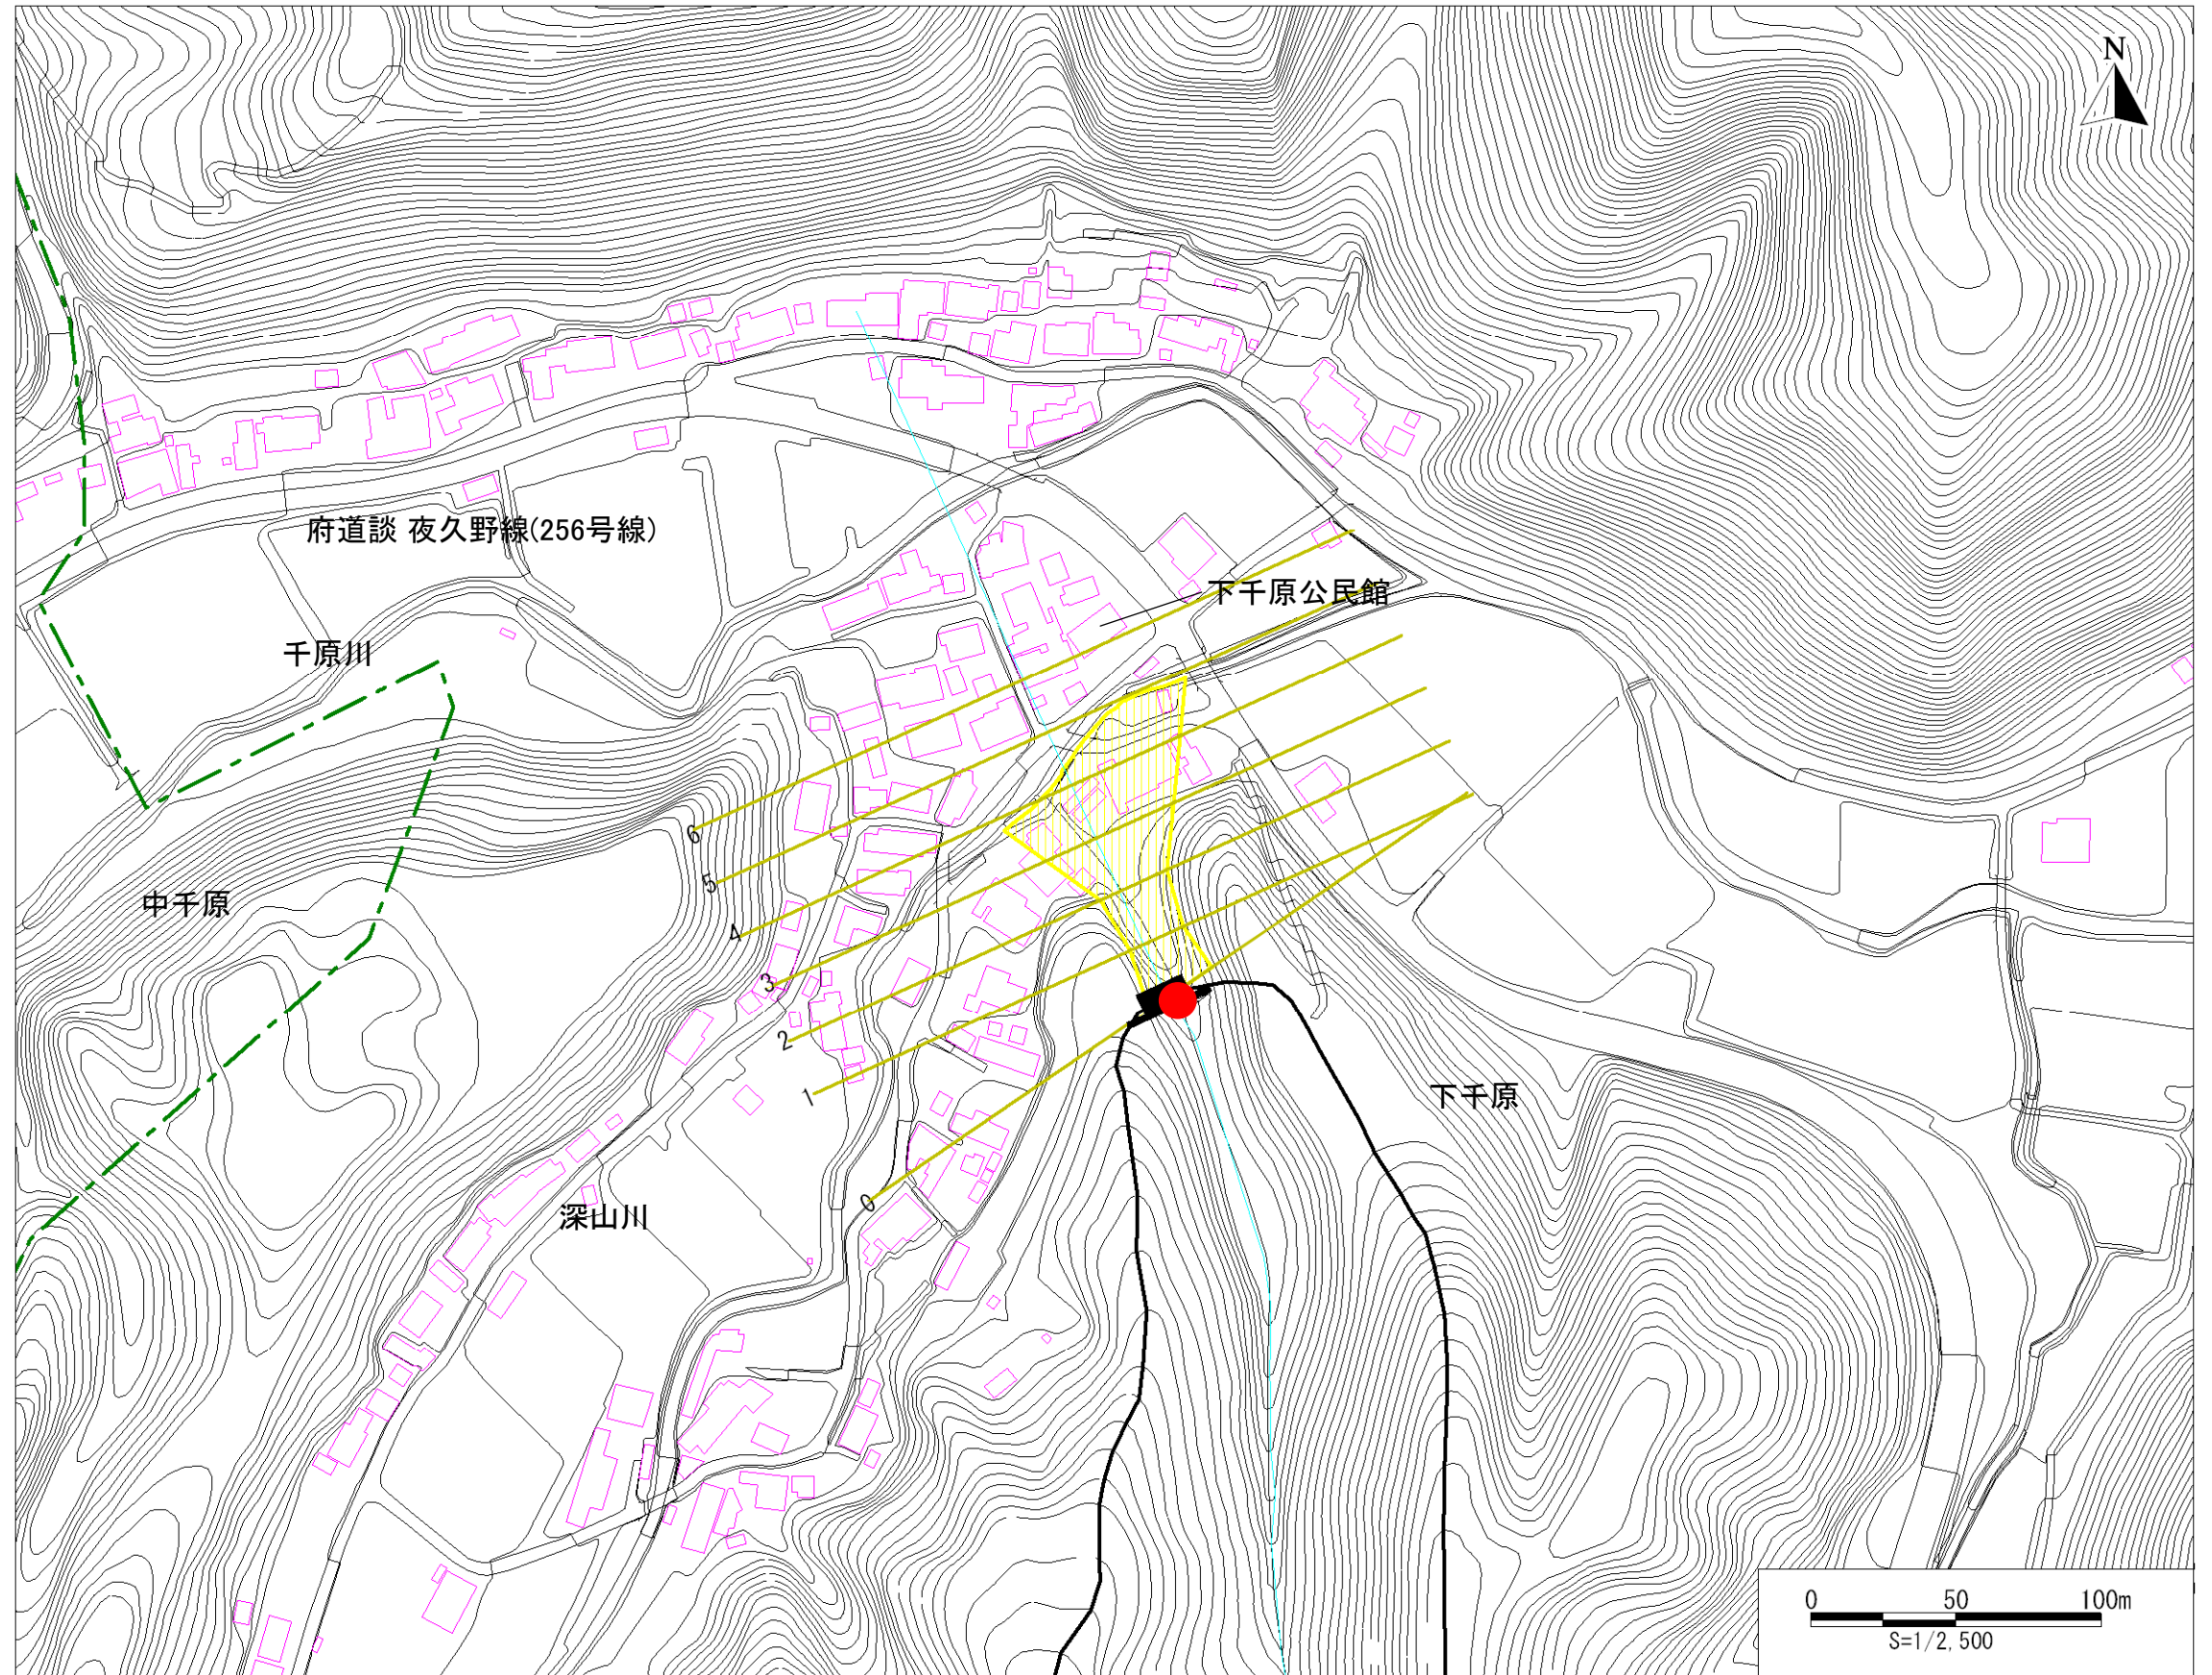 N
府道談 夜久野線(256号線)
下千原公民館
千原川
6
5
中千原
4
3
2
1
下千原
0
深山川
0 50 100m
S=1/2,500